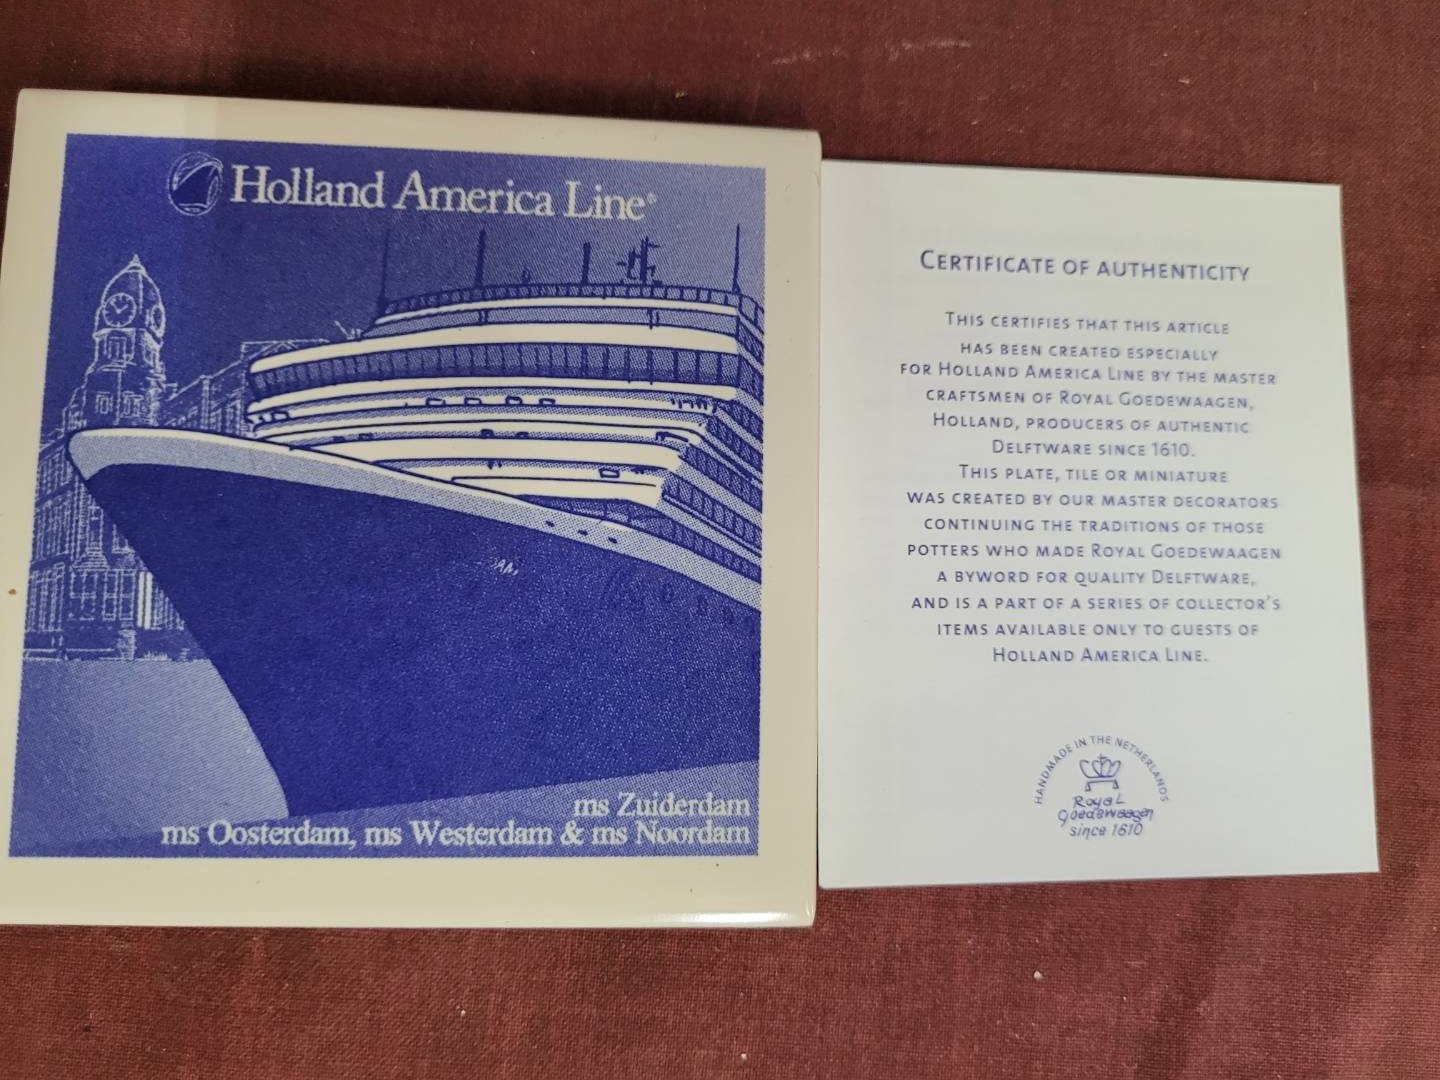 Holland America Line®
AM
ms Zuiderdam
ms Oosterdam, ms Westerdam & ms Noordam
CERTIFICATE OF AUTHENTICITY
THIS CERTIFIES THAT THIS ARTICLE
HAS BEEN CREATED ESPECIALLY
FOR HOLLAND AMERICA LINE BY THE MASTER
CRAFTSMEN OF ROYAL GOEDEWAAGEN,
HOLLAND, PRODUCERS OF AUTHENTIC
DELFTWARE SINCE 1610.
THIS PLATE, TILE OR MINIATURE
WAS CREATED BY OUR MASTER DECORATORS
CONTINUING THE TRADITIONS OF THOSE
POTTERS WHO MADE ROYAL GOEDEWAAGEN
A BYWORD FOR QUALITY DELFTWARE,
AND IS A PART OF A SERIES OF COLLECTOR'S
ITEMS AVAILABLE ONLY TO GUESTS OF
HOLLAND AMERICA LINE.
HANDMADE IN THE NETHERLANDS
Royal
Goedewaagen
since 1610